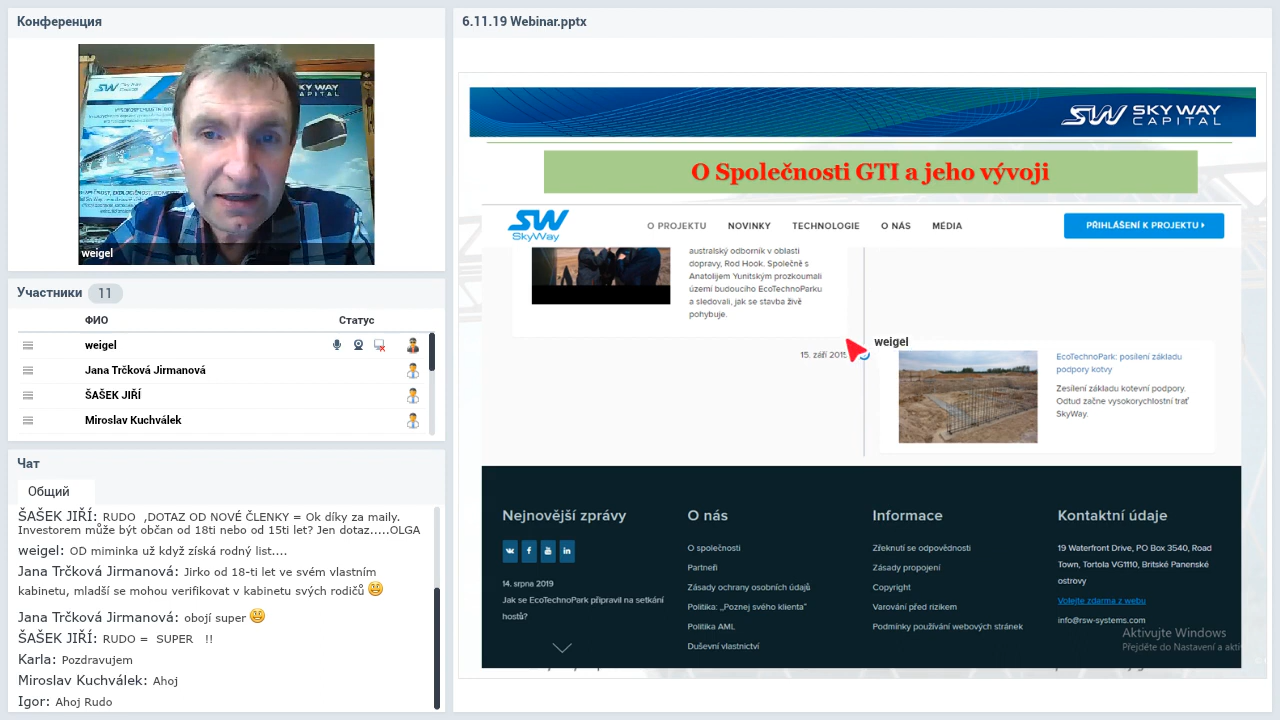 Конференция
SW
SKY WAY
CAPITAL
weigel
Участники 11
ФИО Статус
weigel
Jana Trčková Jirmanová
ŠAŠEK JIŘÍ
Miroslav Kuchválek
Чат
Общий
ŠAŠEK JIŘÍ: RUDO ,DOTAZ OD NOVÉ ČLENKY = Ok díky za maily.
Investorem může být občan od 18ti nebo od 15ti let? Jen dotaz.....OLGA
weigel: OD miminka už když získá rodný list....
Jana Trčková Jirmanová: Jirko od 18-ti let ve svém vlastním
kabinetu, mladší se mohou verifikovat v kabinetu svých rodičů
Jana Trčková Jirmanová: obojí super
ŠAŠEK JIŘÍ: RUDO = SUPER !!
Karla: Pozdravujem
Miroslav Kuchválek: Ahoj
Igor: Ahoj Rudo
6.11.19 Webinar.pptx
SW SKY WAY
CAPITAL
O Společnosti GTI a jeho vývoji
SW
SkyWay
O PROJEKTU NOVINKY TECHNOLOGIE O NÁS MÉDIA
PŘIHLÁŠENÍ K PROJEKTU
australský odborník v oblasti
dopravy, Rod Hook. Společně s
Anatolijem Yunitským prozkoumali
území budoucího EcoTechnoParku
a sledovali, jak se stavba živě
pohybuje.
weigel
15. září 2015
EcoTechnoPark: posílení základu
podpory kotvy
Zesílení základu kotevní podpory.
Odtud začne vysokorychlostní trať
SkyWay.
Nejnovější zprávy
14. srpna 2019
Jak se EcoTechnoPark připravil na setkání
hostů?
O nás
O společnosti
Partneři
Zásady ochrany osobních údajů
Politika: „Poznej svého klienta“
Politika AML
Duševní vlastnictví
Informace
Zřeknutí se odpovědnosti
Zásady propojení
Copyright
Varování před rizikem
Podmínky používání webových stránek
Kontaktní údaje
19 Waterfront Drive, PO Box 3540, Road
Town, Tortola VG1110, Britské Panenské
ostrovy
Volejte zdarma z webu
info@rsw-systems.com
Aktivujte Windows
Přejděte do Nastavení a akti